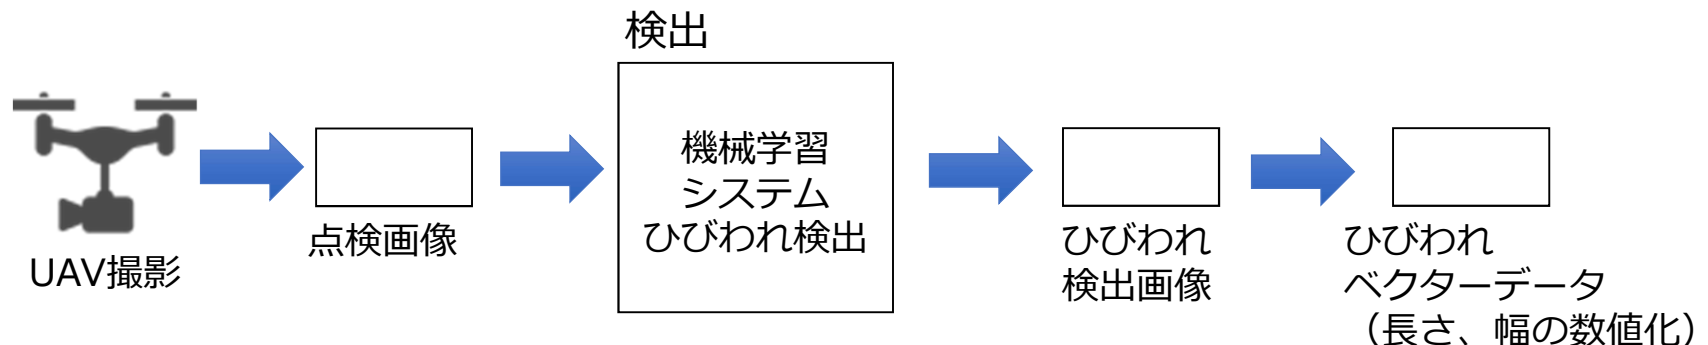 検出
UAV撮影
点検画像
機械学習
システム
ひびわれ検出
ひびわれ
検出画像
ひびわれ
ベクターデータ
（長さ、幅の数値化）